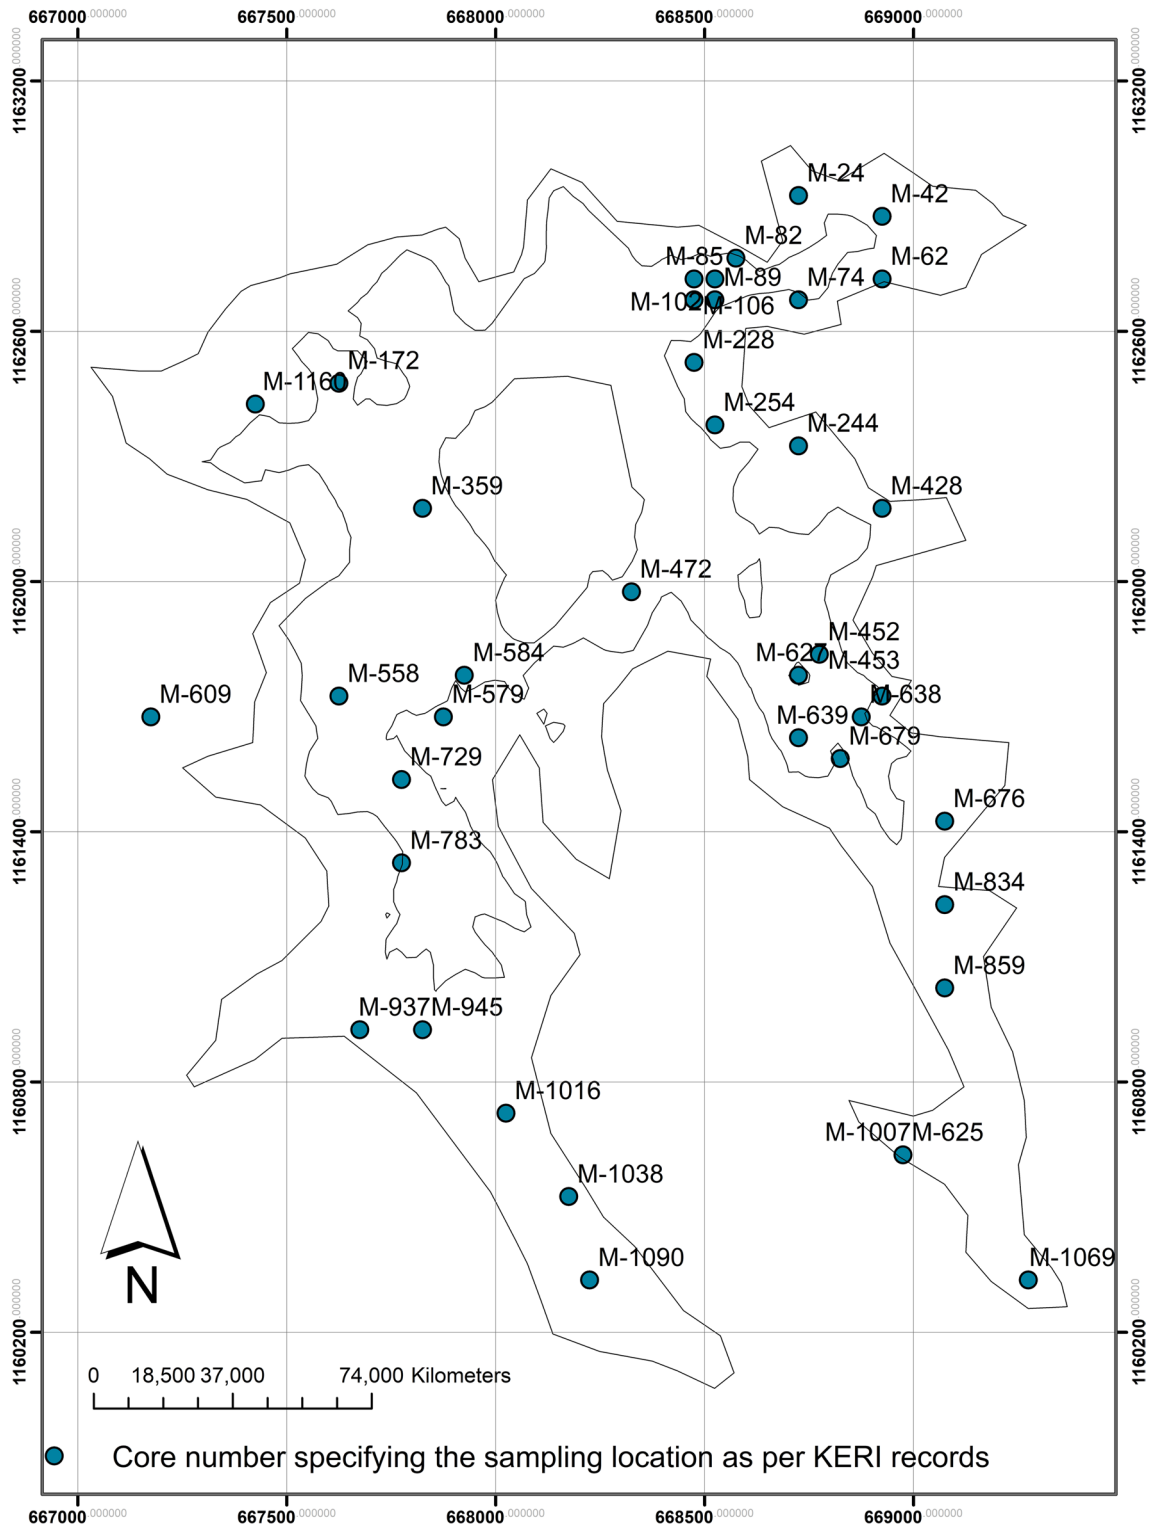 667000.000000 667500.000000 668000.000000 668500.000000 669000.000000
1163200.000000 1163200.000000
M-24
M-42
M-82
M-85
M-62
M-89
M-74
M-102
M-106
1162600.000000 1162600.000000
M-228
M-172
M-1160
M-254
M-244
M-359
M-428
1162000.000000 1162000.000000
M-472
M-452
M-584
M-627
M-453
M-558
M-609
M-579
M-638
M-639
M-679
M-729
M-676
1161400.000000 1161400.000000
M-783
M-834
M-859
M-937 M-945
1160800.000000 1160800.000000
M-1016
M-1007 M-625
M-1038
M-1090
M-1069
N
1160200.000000 1160200.000000
0 18,500 37,000 74,000 Kilometers
Core number specifying the sampling location as per KERI records
667000.000000 667500.000000 668000.000000 668500.000000 669000.000000